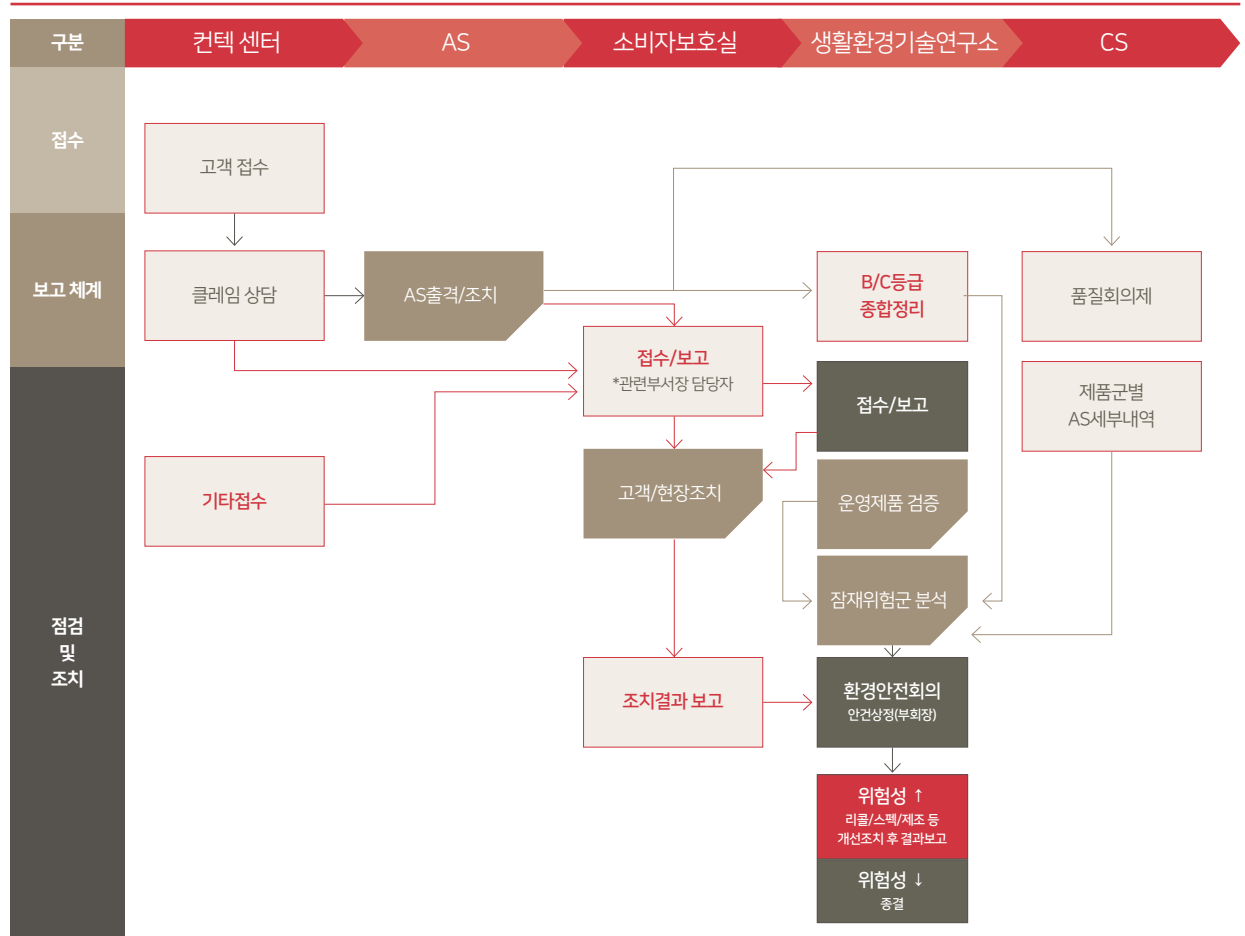 구분
컨텍 센터
AS
소비자보호실
생활환경기술연구소
CS
접수
고객 접수
보고 체계
클레임 상담
AS출격/조치
B/C등급
종합정리
품질회의제
접수/보고
*관련부서장 담당자
접수/보고
제품군별
AS세부내역
기타접수
고객/현장조치
운영제품 검증
잠재위험군 분석
점검
및
조치
조치결과 보고
환경안전회의
안건상정(부회장)
위험성 ↑
리콜/스펙/제조 등
개선조치 후 결과보고
위험성 ↓
종결